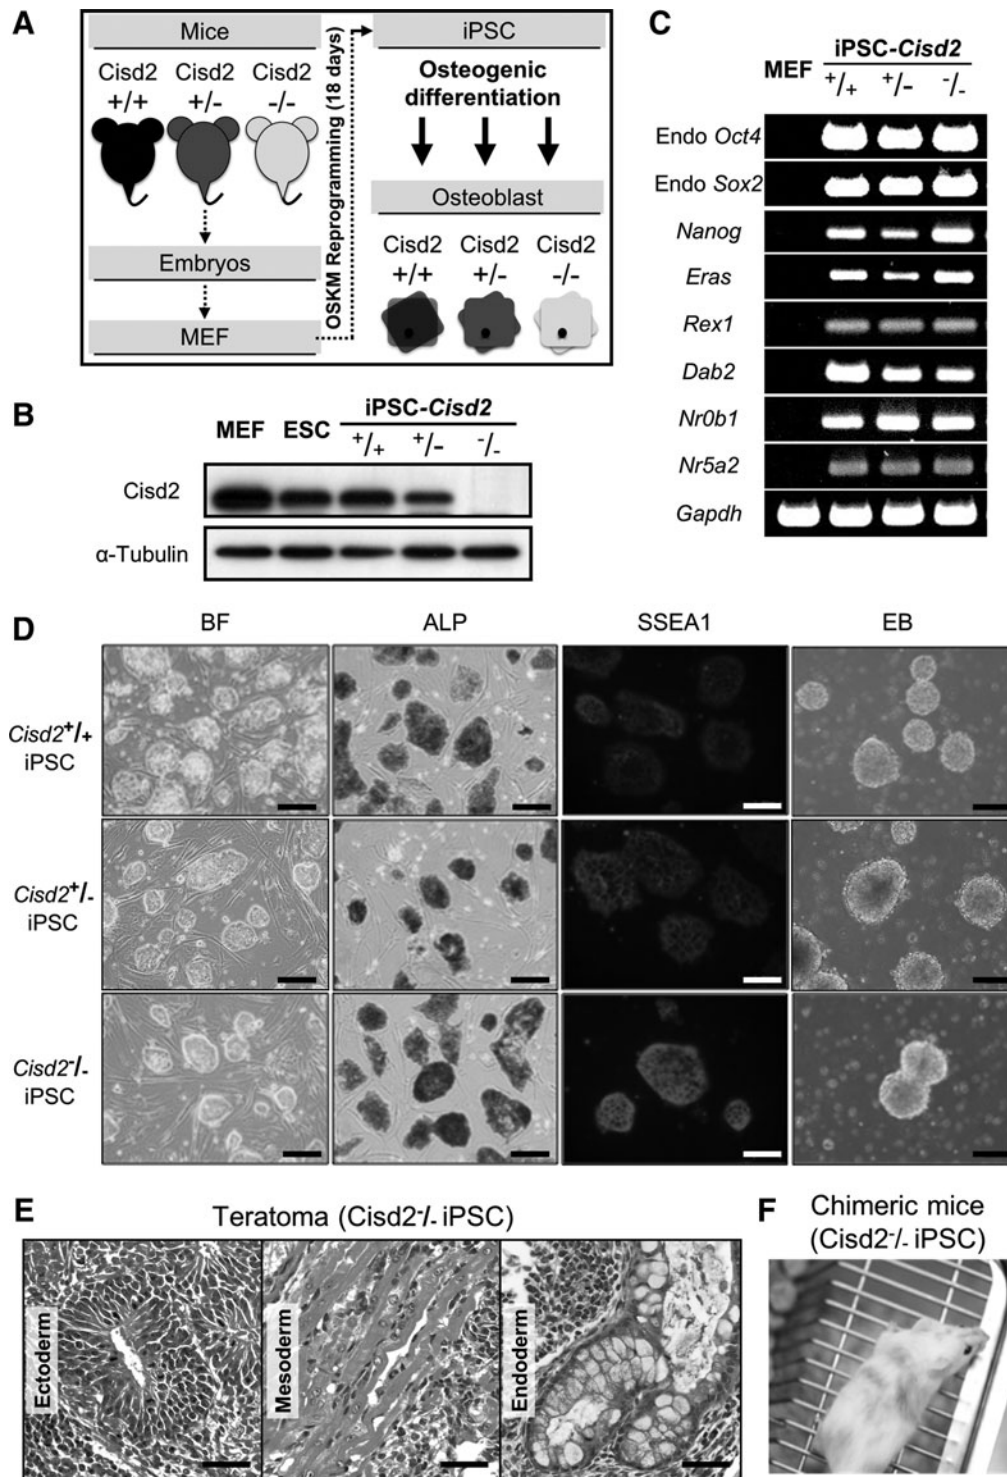 A
Mice
Cisd2 Cisd2 Cisd2
+/+ +/- -/-
Embryos
MEF
OSKM Reprogramming (18 days)
iPSC
Osteogenic
differentiation
Osteoblast
Cisd2 Cisd2 Cisd2
+/+ +/- -/-
B
iPSC-Cisd2
MEF ESC +/+ +/- -/-
Cisd2
α-Tubulin
C
iPSC-Cisd2
MEF +/+ +/- -/-
Endo Oct4
Endo Sox2
Nanog
Eras
Rex1
Dab2
Nr0b1
Nr5a2
Gapdh
D
BF ALP SSEA1 EB
Cisd2+/+
iPSC
Cisd2+/-
iPSC
Cisd2-/-
iPSC
E
Teratoma (Cisd2-/- iPSC)
Ectoderm
Mesoderm
Endoderm
F
Chimeric mice
(Cisd2-/- iPSC)